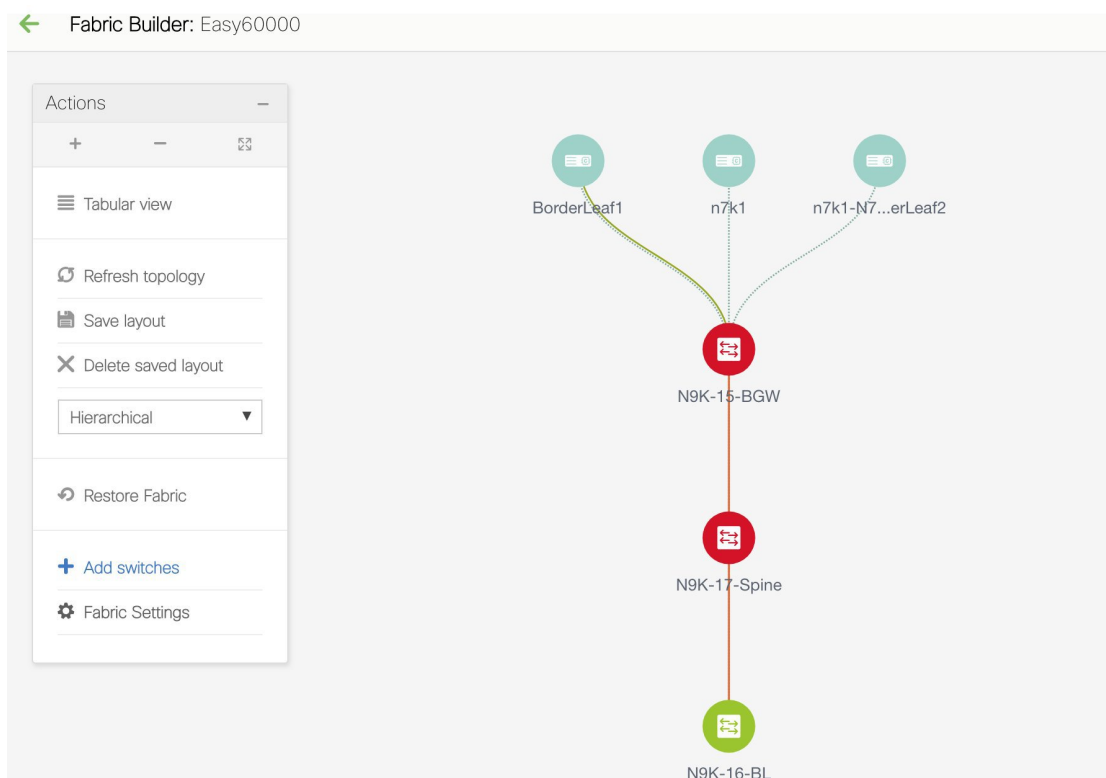 Fabric Builder: Easy60000
Actions
Tabular view
Refresh topology
Save layout
Delete saved layout
Hierarchical
Restore Fabric
Add switches
Fabric Settings
BorderLeaf1
n7k1
n7k1-N7...erLeaf2
N9K-15-BGW
N9K-17-Spine
N9K-16-BL